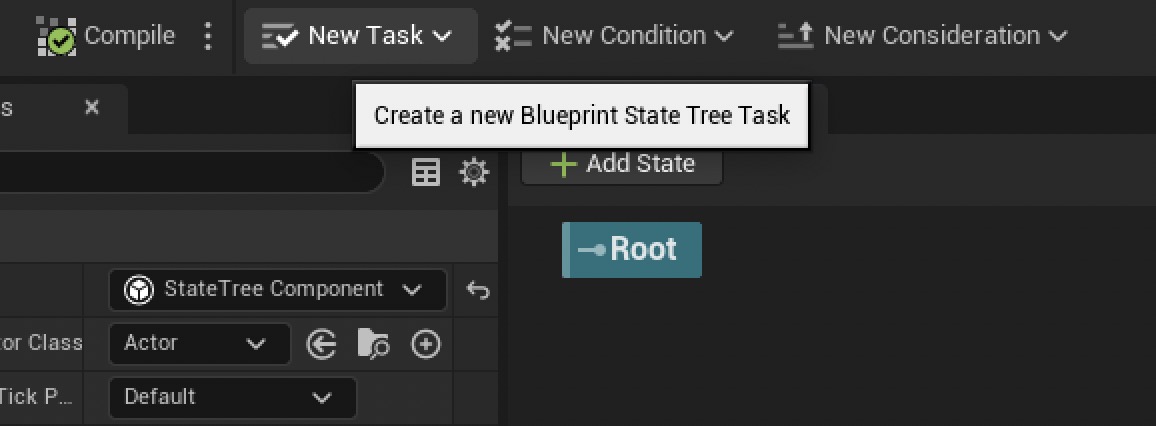 Compile
New Task
New Condition
New Consideration
s
Create a new Blueprint State Tree Task
Add State
Root
StateTree Component
tor Class
Actor
Tick P...
Default